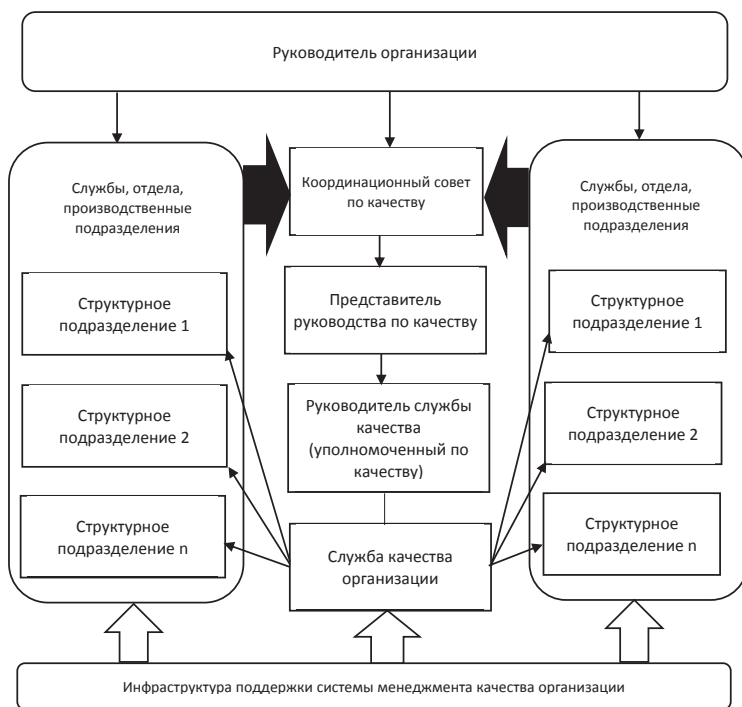 Руководитель организации
Службы, отдела,
производственные
подразделения
Структурное
подразделение 1
Структурное
подразделение 2
Структурное
подразделение n
Координационный совет
по качеству
Представитель
руководства по качеству
Руководитель службы
качества
(уполномоченный по
качеству)
Служба качества
организации
Службы, отдела,
производственные
подразделения
Структурное
подразделение 1
Структурное
подразделение 2
Структурное
подразделение n
Инфраструктура поддержки системы менеджмента качества организации